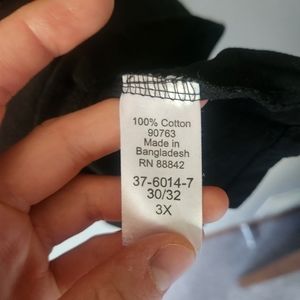 100% Cotton
90763
Made in
Bangladesh
RN 88842
37-6014-7
30/32
3X